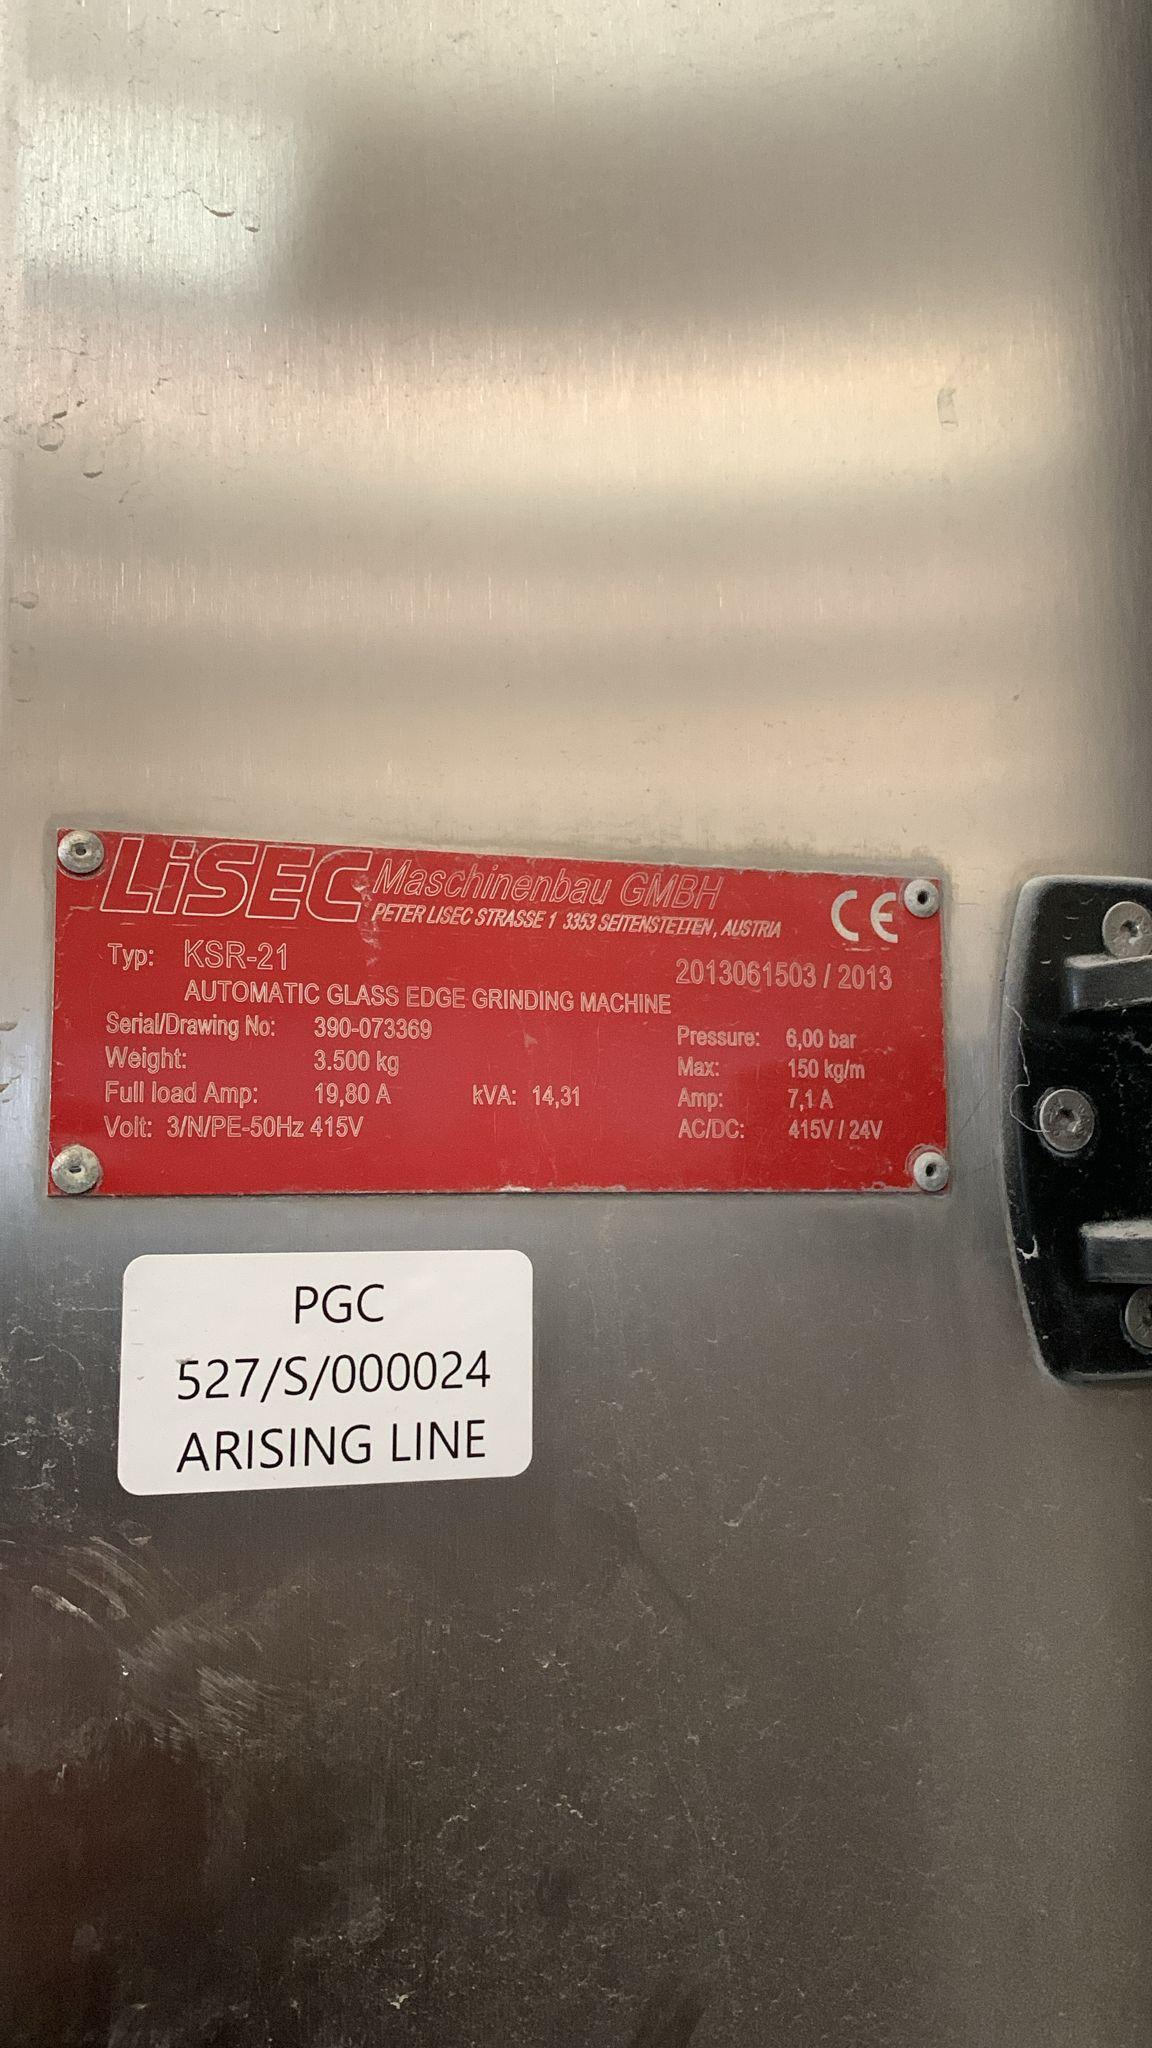 LiSEC Maschinenbau GMBH
PETER LISEC STRASSE 1 3353 SEITENSTETTEN, AUSTRIA
CE
Typ: KSR-21
2013061503 / 2013
AUTOMATIC GLASS EDGE GRINDING MACHINE
Serial/Drawing No: 390-073369
Weight: 3.500 kg
Full load Amp: 19,80 A kVA: 14,31
Volt: 3/N/PE-50Hz 415V
Pressure: 6,00 bar
Max: 150 kg/m
Amp: 7,1 A
AC/DC: 415V / 24V
PGC
527/S/000024
ARISING LINE